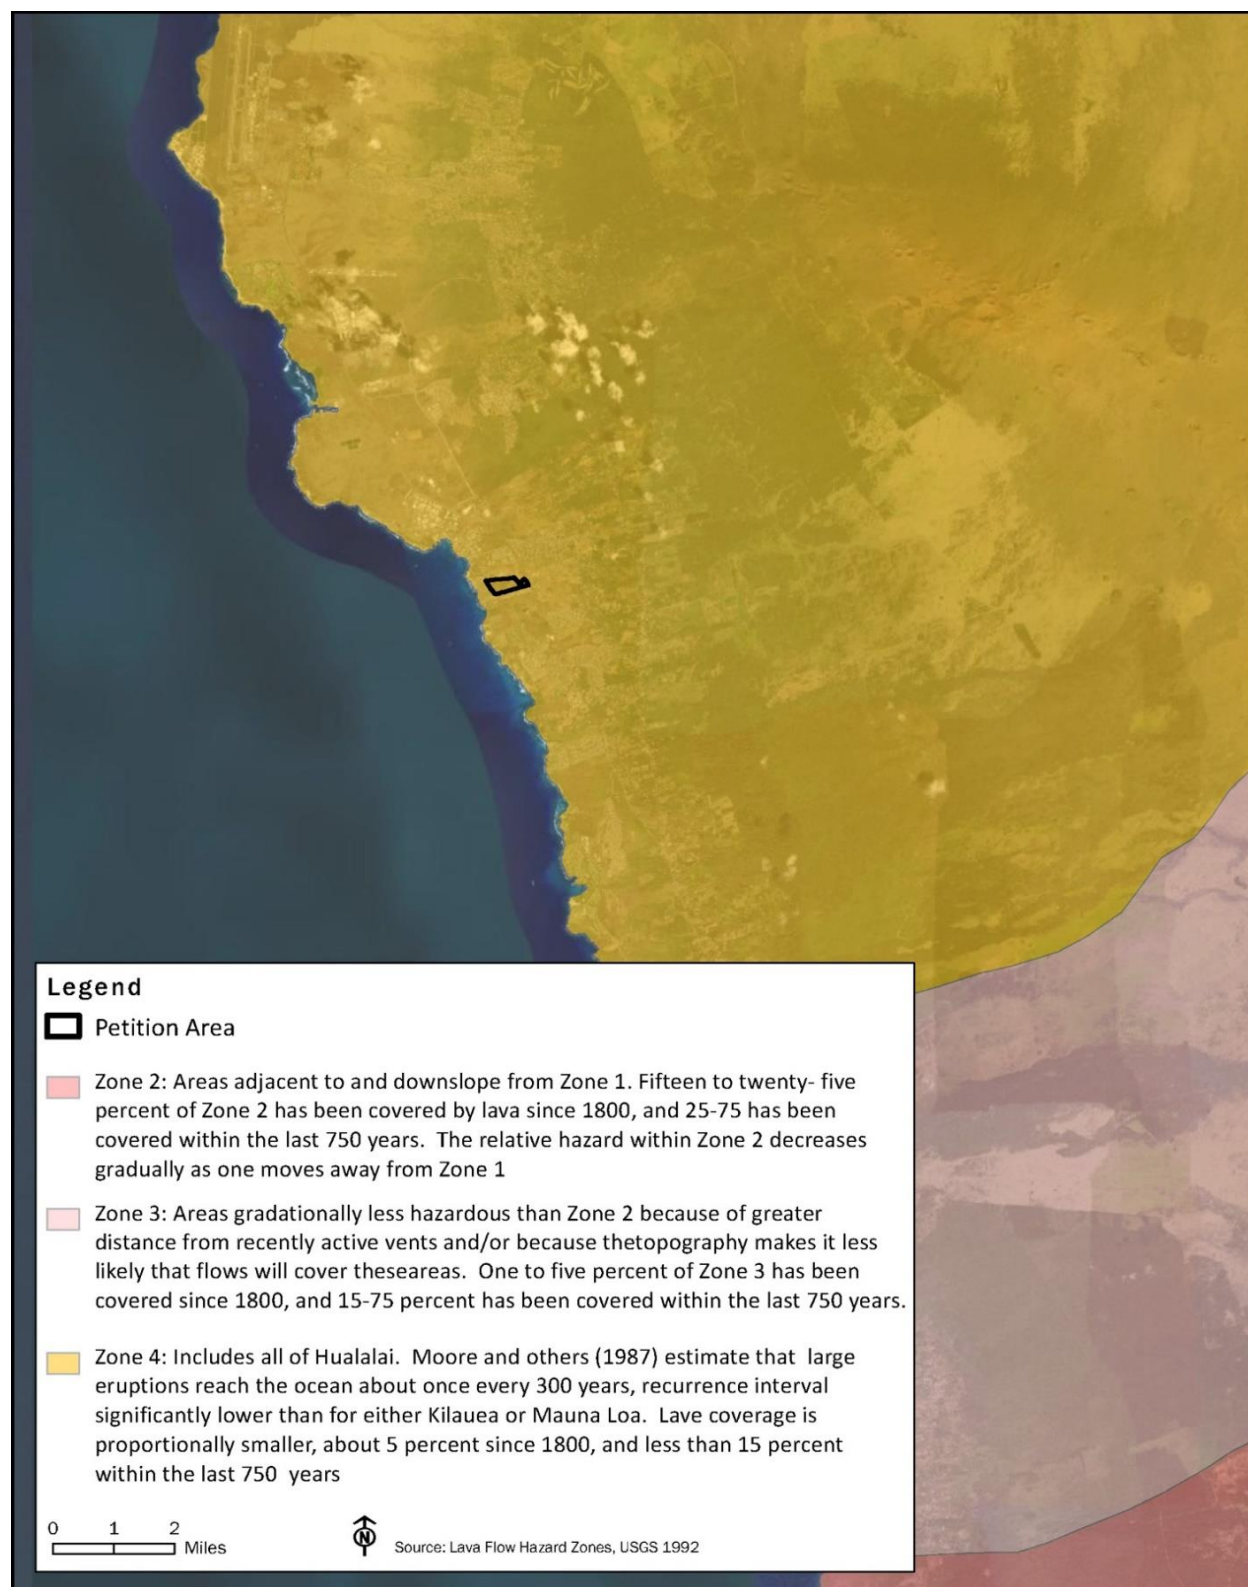 Legend
Petition Area
Zone 2: Areas adjacent to and downslope from Zone 1. Fifteen to twenty- five
percent of Zone 2 has been covered by lava since 1800, and 25-75 has been
covered within the last 750 years. The relative hazard within Zone 2 decreases
gradually as one moves away from Zone 1
Zone 3: Areas gradationally less hazardous than Zone 2 because of greater
distance from recently active vents and/or because thetopography makes it less
likely that flows will cover theseareas. One to five percent of Zone 3 has been
covered since 1800, and 15-75 percent has been covered within the last 750 years.
Zone 4: Includes all of Hualalai. Moore and others (1987) estimate that large
eruptions reach the ocean about once every 300 years, recurrence interval
significantly lower than for either Kilauea or Mauna Loa. Lave coverage is
proportionally smaller, about 5 percent since 1800, and less than 15 percent
within the last 750 years
0 1 2
Miles
N
Source: Lava Flow Hazard Zones, USGS 1992